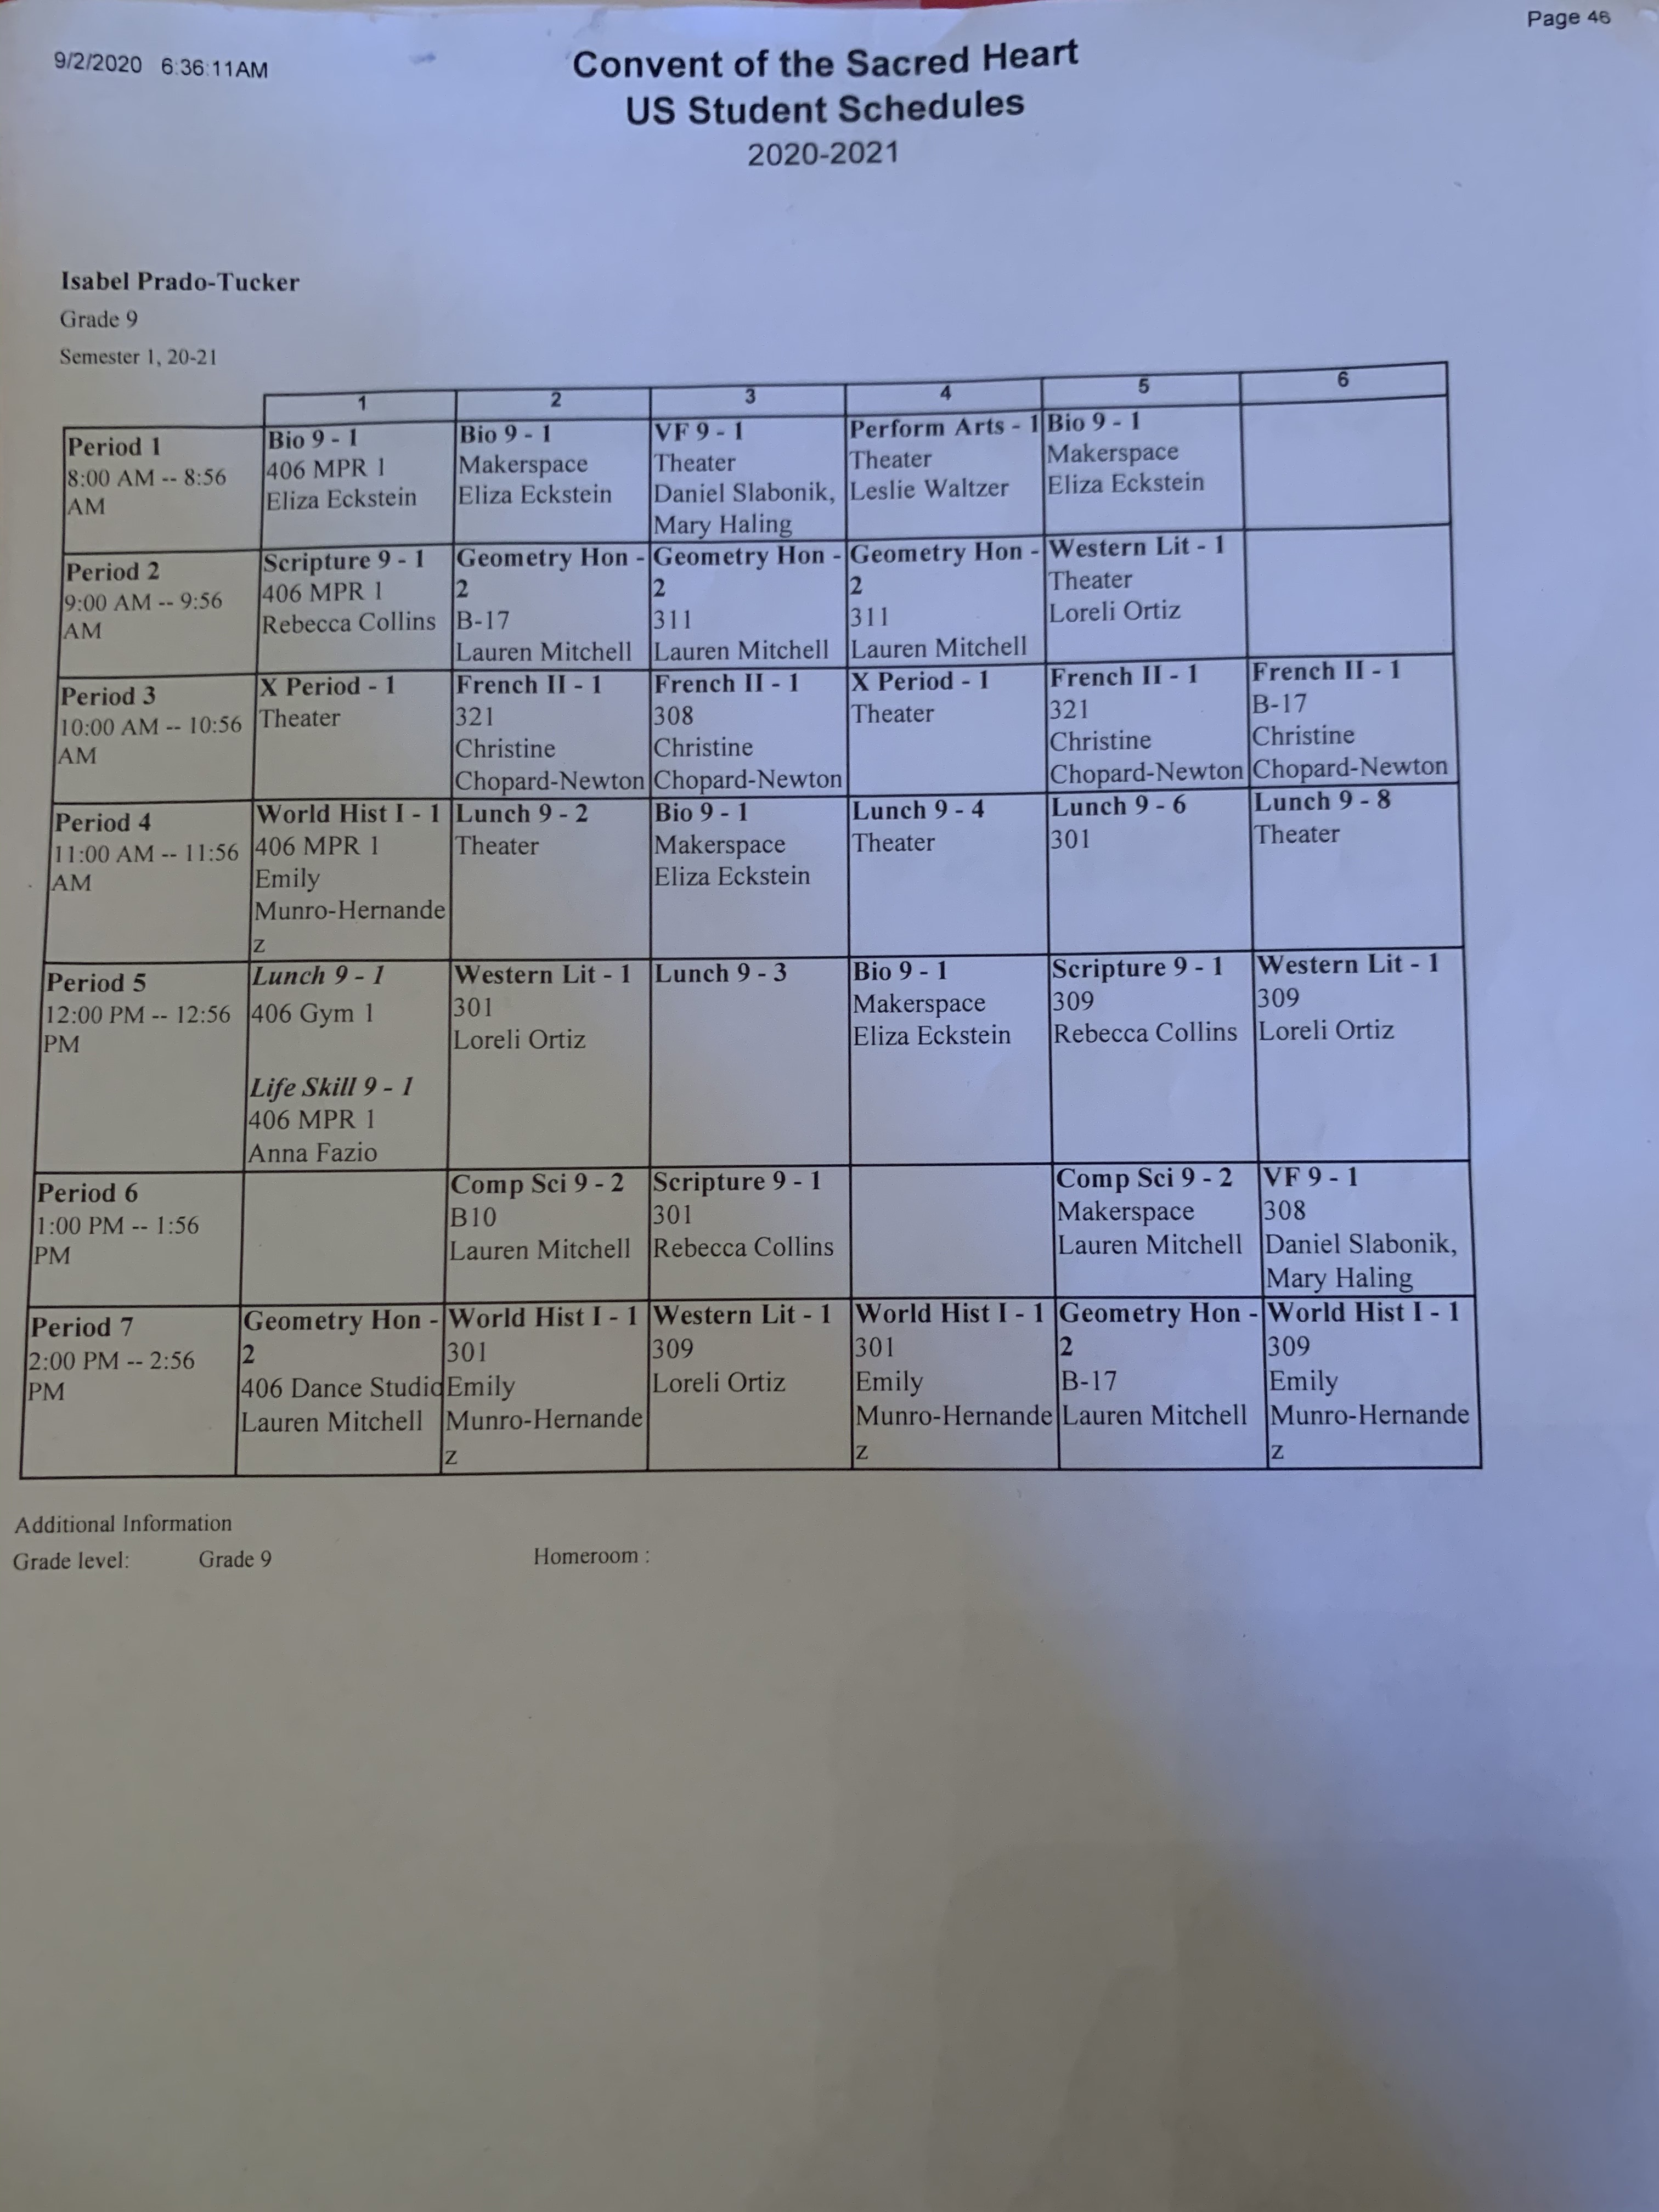 Page 46
9/2/2020 6:36:11AM
Convent of the Sacred Heart
US Student Schedules
2020-2021
Isabel Prado-Tucker
Grade 9
Semester 1, 20-21
1 2 3 4 5 6
Period 1
8:00 AM -- 8:56
AM
Bio 9 - 1
406 MPR 1
Eliza Eckstein
Bio 9 - 1
Makerspace
Eliza Eckstein
VF 9 - 1
Theater
Daniel Slabonik,
Mary Haling
Perform Arts - 1
Theater
Leslie Waltzer
Bio 9 - 1
Makerspace
Eliza Eckstein
Period 2
9:00 AM -- 9:56
AM
Scripture 9 - 1
406 MPR 1
Rebecca Collins
Geometry Hon -
2
B-17
Lauren Mitchell
Geometry Hon -
2
311
Lauren Mitchell
Geometry Hon -
2
311
Lauren Mitchell
Western Lit - 1
Theater
Loreli Ortiz
Period 3
10:00 AM -- 10:56
AM
X Period - 1
Theater
French II - 1
321
Christine
Chopard-Newton
French II - 1
308
Christine
Chopard-Newton
X Period - 1
Theater
French II - 1
321
Christine
Chopard-Newton
French II - 1
B-17
Christine
Chopard-Newton
Period 4
11:00 AM -- 11:56
AM
World Hist I - 1
406 MPR 1
Emily
Munro-Hernande
z
Lunch 9 - 2
Theater
Bio 9 - 1
Makerspace
Eliza Eckstein
Lunch 9 - 4
Theater
Lunch 9 - 6
301
Lunch 9 - 8
Theater
Period 5
12:00 PM -- 12:56
PM
Lunch 9 - 1
406 Gym 1
Life Skill 9 - 1
406 MPR 1
Anna Fazio
Western Lit - 1
301
Loreli Ortiz
Lunch 9 - 3
Bio 9 - 1
Makerspace
Eliza Eckstein
Scripture 9 - 1
309
Rebecca Collins
Western Lit - 1
309
Loreli Ortiz
Period 6
1:00 PM -- 1:56
PM
Comp Sci 9 - 2
B10
Lauren Mitchell
Scripture 9 - 1
301
Rebecca Collins
Comp Sci 9 - 2
Makerspace
Lauren Mitchell
VF 9 - 1
308
Daniel Slabonik,
Mary Haling
Period 7
2:00 PM -- 2:56
PM
Geometry Hon -
2
406 Dance Studio
Lauren Mitchell
World Hist I - 1
301
Emily
Munro-Hernande
z
Western Lit - 1
309
Loreli Ortiz
World Hist I - 1
301
Emily
Munro-Hernande
z
Geometry Hon -
2
B-17
Lauren Mitchell
World Hist I - 1
309
Emily
Munro-Hernande
z
Additional Information
Grade level: Grade 9 Homeroom :